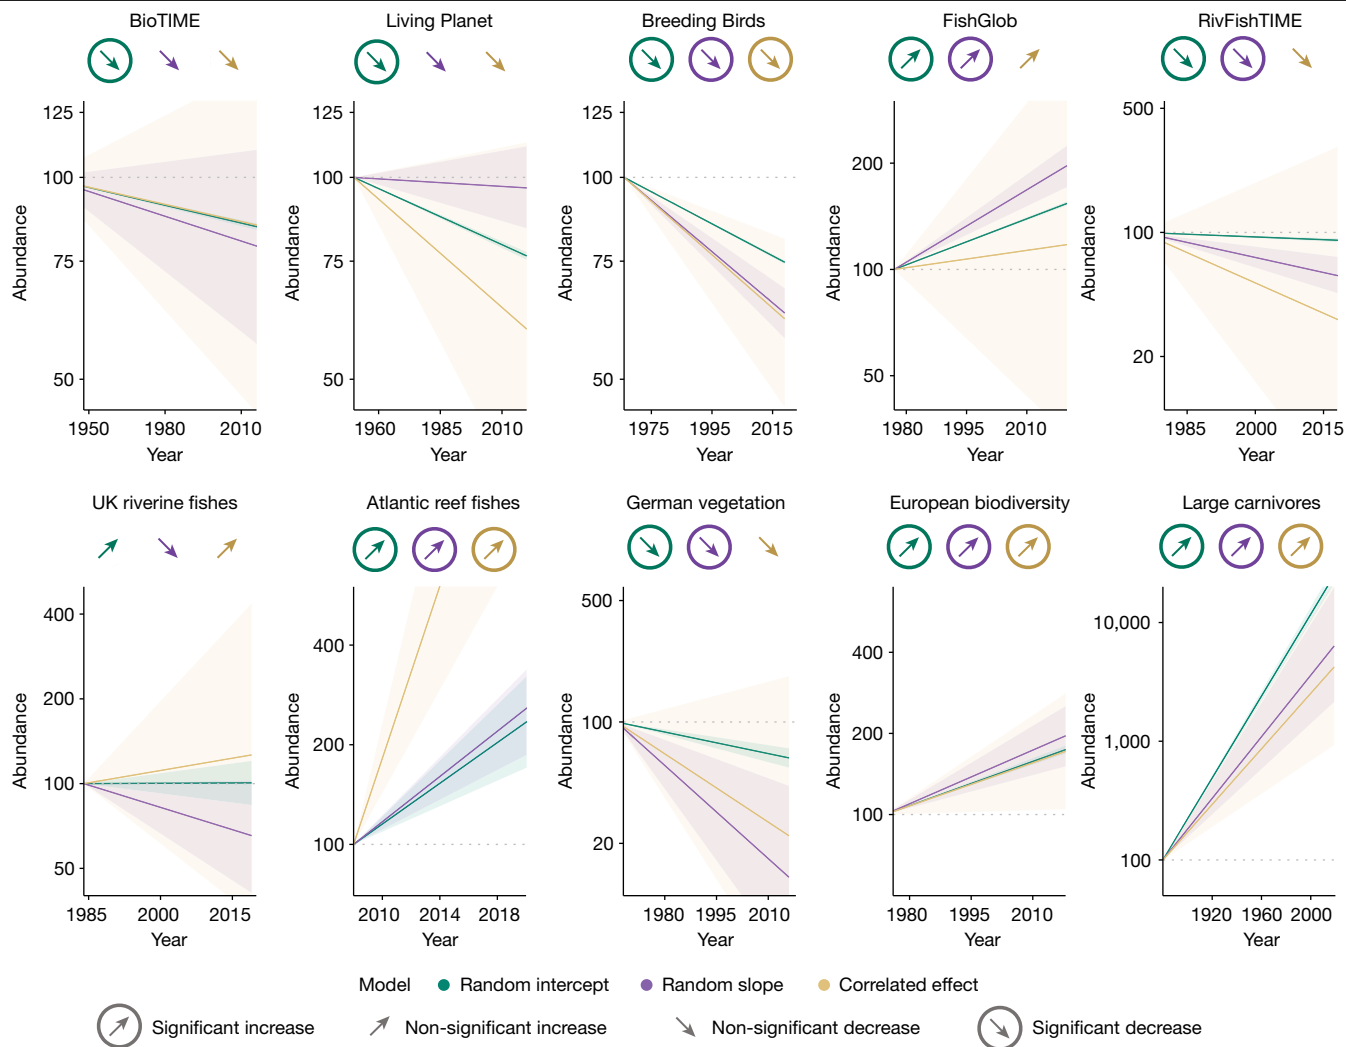 BioTIME
Living Planet
Breeding Birds
FishGlob
RivFishTIME
125
100
75
50
Abundance
1950 1980 2010
Year
125
100
75
50
Abundance
1960 1985 2010
Year
125
100
75
50
Abundance
1975 1995 2015
Year
200
100
50
Abundance
1980 1995 2010
Year
500
100
20
Abundance
1985 2000 2015
Year
UK riverine fishes
Atlantic reef fishes
German vegetation
European biodiversity
Large carnivores
400
200
100
50
Abundance
1985 2000 2015
Year
400
200
100
Abundance
2010 2014 2018
Year
500
100
20
Abundance
1980 1995 2010
Year
400
200
100
Abundance
1980 1995 2010
Year
10,000
1,000
100
Abundance
1920 1960 2000
Year
Model Random intercept Random slope Correlated effect
Significant increase Non-significant increase Non-significant decrease Significant decrease